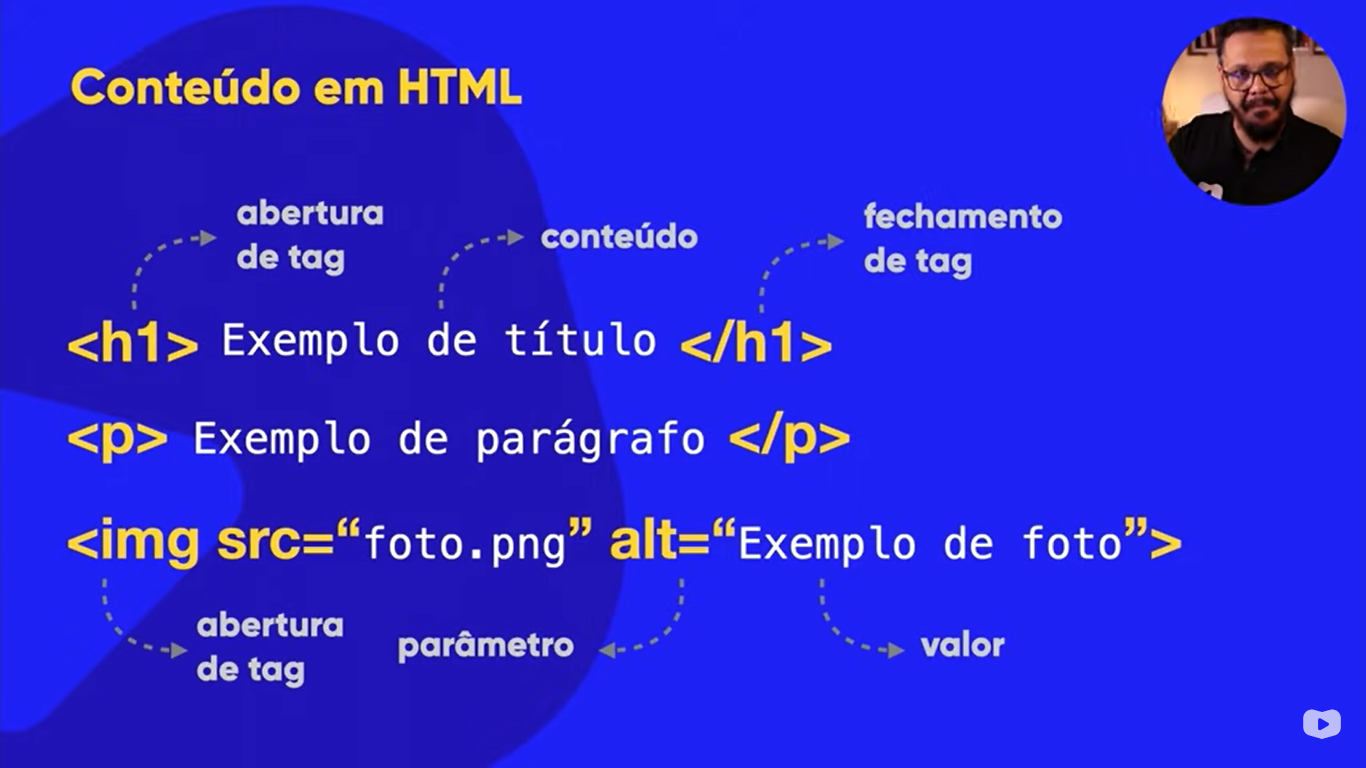 Conteúdo em HTML
abertura
de tag
conteúdo
fechamento
de tag
<h1> Exemplo de título </h1>
<p> Exemplo de parágrafo </p>
<img src=“foto.png” alt=“Exemplo de foto”>
abertura
de tag
parâmetro
valor